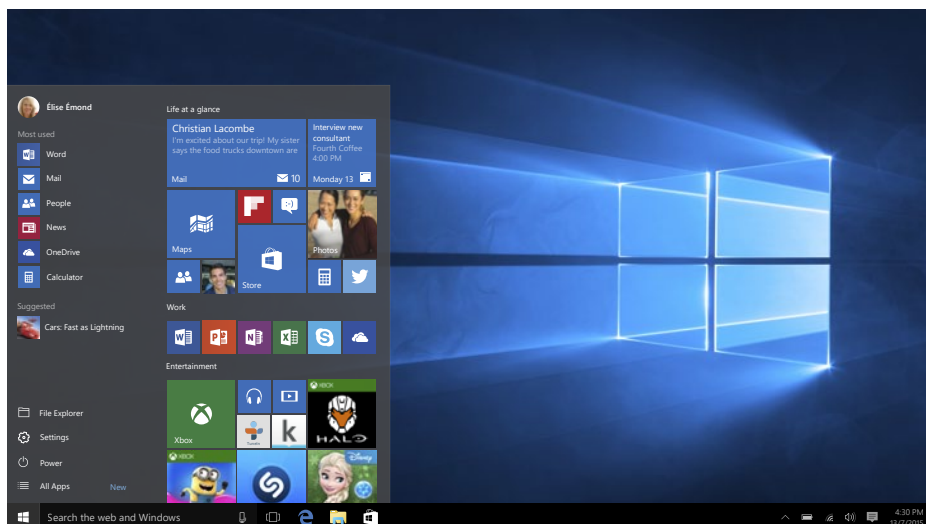 Élise Émond
Most used
Word
Mail
People
News
OneDrive
Calculator
Suggested
Cars: Fast as Lightning
File Explorer
Settings
Power
All Apps New
Life at a glance
Christian Lacombe
I'm excited about our trip! My sister
says the food trucks downtown are
Mail 10
Interview new
consultant
Fourth Coffee
4:00 PM
Monday 13
Maps
Store
Photos
Work
Entertainment
Xbox
XBOX
HALO
XBOX
Disney
Search the web and Windows
4:30 PM
13/7/2015